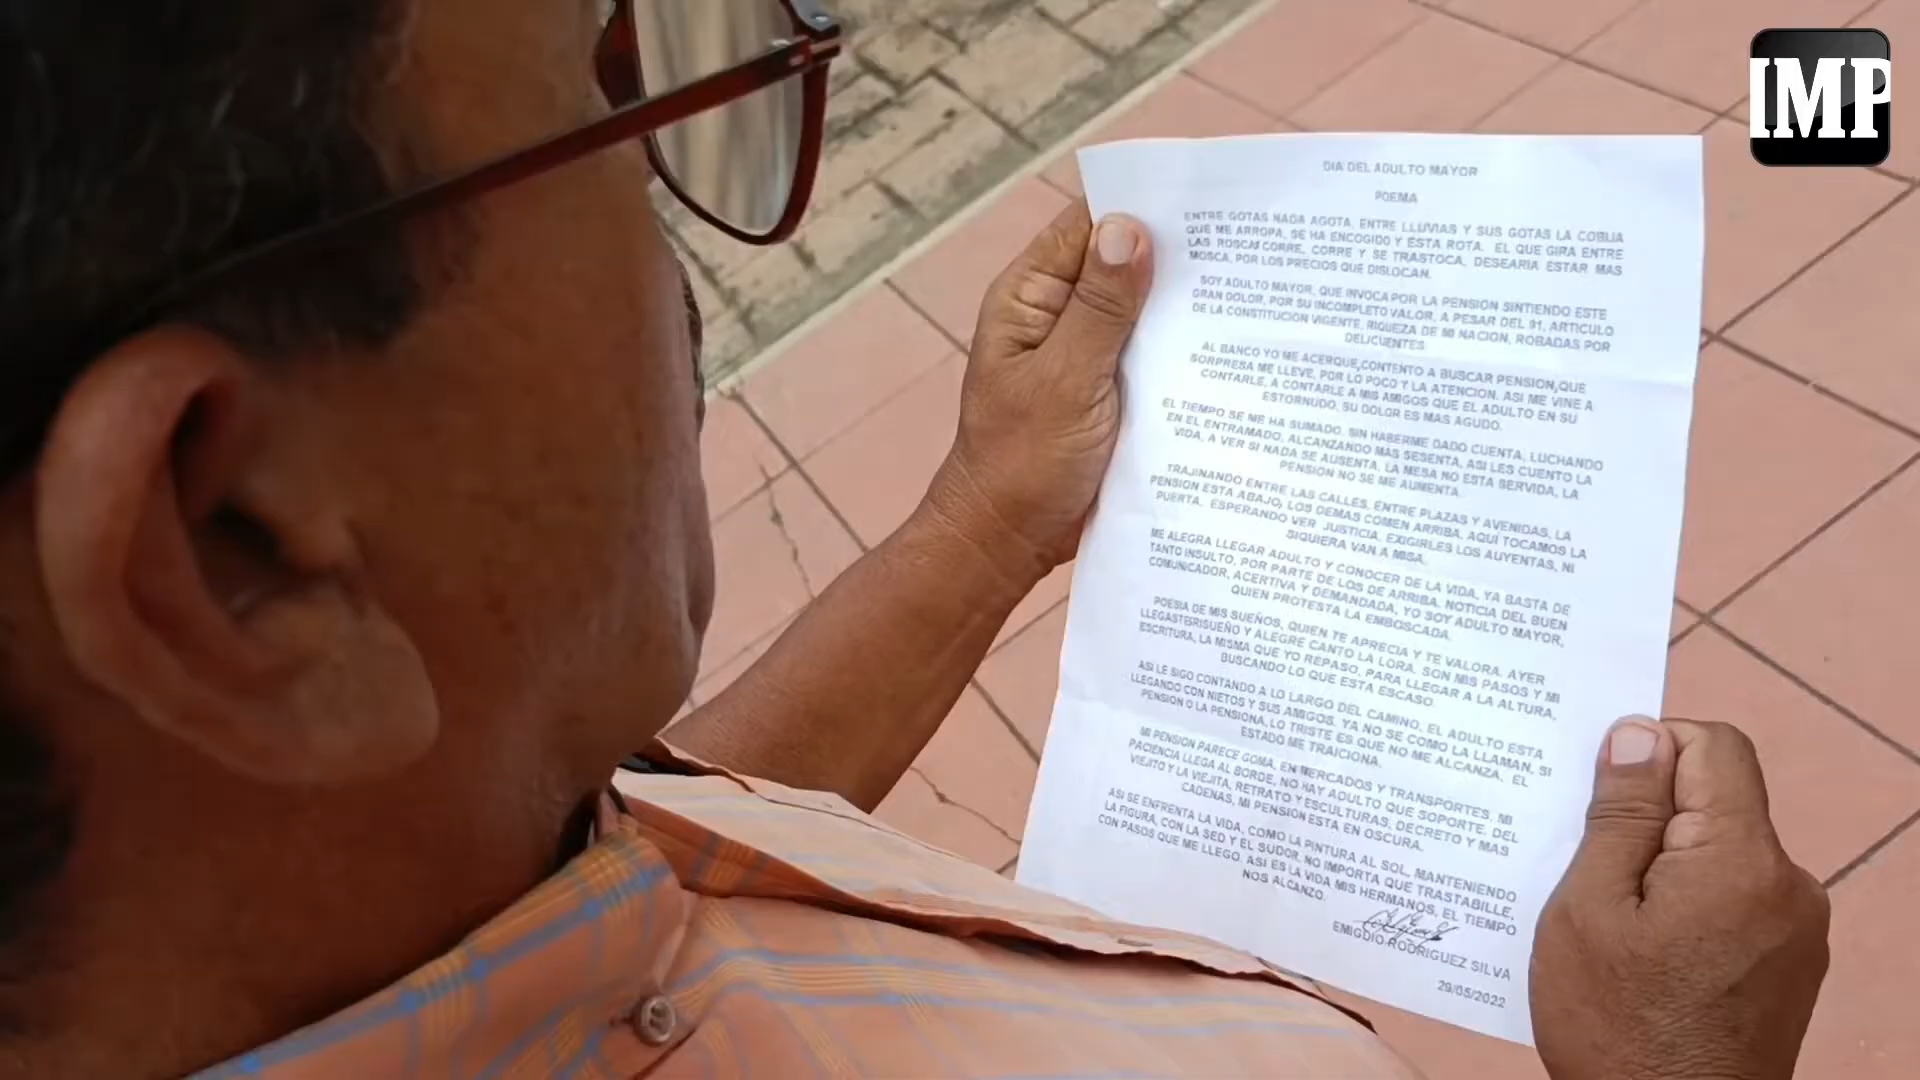 IMP
DIA DEL ADULTO MAYOR
POEMA
ENTRE GOTAS NADA AGOTA, ENTRE LLUVIAS Y SUS GOTAS LA COBIJA
QUE ME ARROPA, SE HA ENCOGIDO Y ESTA ROTA. EL QUE GIRA ENTRE
LAS ROSCAS CORRE, CORRE Y SE TRASTOCA, DESEARIA ESTAR MAS
MOSCA, POR LOS PRECIOS QUE DISLOCAN.
SOY ADULTO MAYOR, QUE INVOCA POR LA PENSION SINTIENDO ESTE
GRAN DOLOR, POR SU INCOMPLETO VALOR, A PESAR DEL 91, ARTICULO
DE LA CONSTITUCION VIGENTE, RIQUEZA DE MI NACION, ROBADAS POR
DELICUENTES.
AL BANCO YO ME ACERQUE,CONTENTO A BUSCAR PENSION,QUE
SORPRESA ME LLEVE, POR LO POCO Y LA ATENCION. ASI ME VINE A
CONTARLE, A CONTARLE A MIS AMIGOS QUE EL ADULTO EN SU
ESTORNUDO, SU DOLOR ES MAS AGUDO.
EL TIEMPO SE ME HA SUMADO, SIN HABERME DADO CUENTA, LUCHANDO
EN EL ENTRAMADO, ALCANZANDO MAS SESENTA, ASI LES CUENTO LA
VIDA, A VER SI NADA SE AUSENTA, LA MESA NO ESTA SERVIDA, LA
PENSION NO SE ME AUMENTA.
TRAJINANDO ENTRE LAS CALLES, ENTRE PLAZAS Y AVENIDAS, LA
PENSION ESTA ABAJO, LOS DEMAS COMEN ARRIBA. AQUI TOCAMOS LA
PUERTA, ESPERANDO VER JUSTICIA, EXIGIRLES LOS AUYENTAS, NI
SIQUIERA VAN A MISA.
ME ALEGRA LLEGAR ADULTO Y CONOCER DE LA VIDA, YA BASTA DE
TANTO INSULTO, POR PARTE DE LOS DE ARRIBA. NOTICIA DEL BUEN
COMUNICADOR, ACERTIVA Y DEMANDADA, YO SOY ADULTO MAYOR,
QUIEN PROTESTA LA EMBOSCADA.
POESIA DE MIS SUEÑOS, QUIEN TE APRECIA Y TE VALORA. AYER
Y ALEGRE CANTO LA LORA. SON MIS PASOS Y MI
ESCRITURA, LA MISMA QUE YO REPASO, PARA LLEGAR A LA ALTURA,
BUSCANDO LO QUE ESTA ESCASO.
ASI LE SIGO CONTANDO A LO LARGO DEL CAMINO, EL ADULTO ESTA
LLEGANDO CON NIETOS Y SUS AMIGOS. YA NO SE COMO LA LLAMAN, SI
PENSION O LA PENSIONA, LO TRISTE ES QUE NO ME ALCANZA, EL
ESTADO ME TRAICIONA.
MI PENSION PARECE GOMA, EN MERCADOS Y TRANSPORTES, MI
PACIENCIA LLEGA AL BORDE, NO HAY ADULTO QUE SOPORTE. DEL
VIEJITO Y LA VIEJITA, RETRATO Y ESCULTURAS, DECRETO Y MAS
CADENAS, MI PENSION ESTA EN OSCURA.
ASI SE ENFRENTA LA VIDA, COMO LA PINTURA AL SOL, MANTENIENDO
LA FIGURA, CON LA SED Y EL SUDOR, NO IMPORTA QUE TRASTABILLE,
CON PASOS QUE ME LLEGO, ASI ES LA VIDA MIS HERMANOS, EL TIEMPO
NOS ALCANZO.
EMIGDIO RODRIGUEZ SILVA
29/05/2022